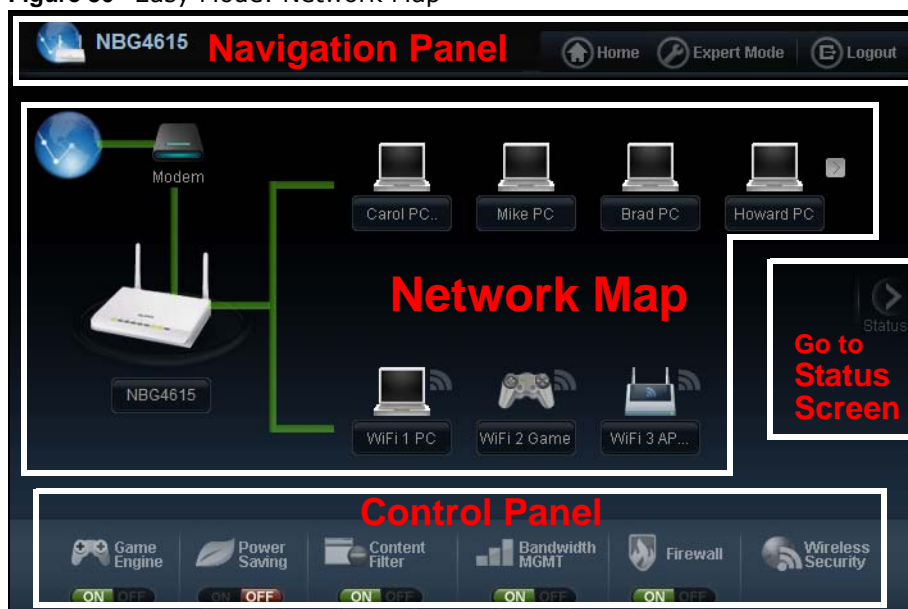 NBG4615
Navigation Panel
Home
Expert Mode
Logout
Modem
Carol PC..
Mike PC
Brad PC
Howard PC
Network Map
Status
Go to
Status
Screen
NBG4615
WiFi 1 PC
WiFi 2 Game
WiFi 3 AP...
Control Panel
Game
Engine
Power
Saving
Content
Filter
Bandwidth
MGMT
Firewall
Wireless
Security
ON OFF
ON OFF
ON OFF
ON OFF
ON OFF